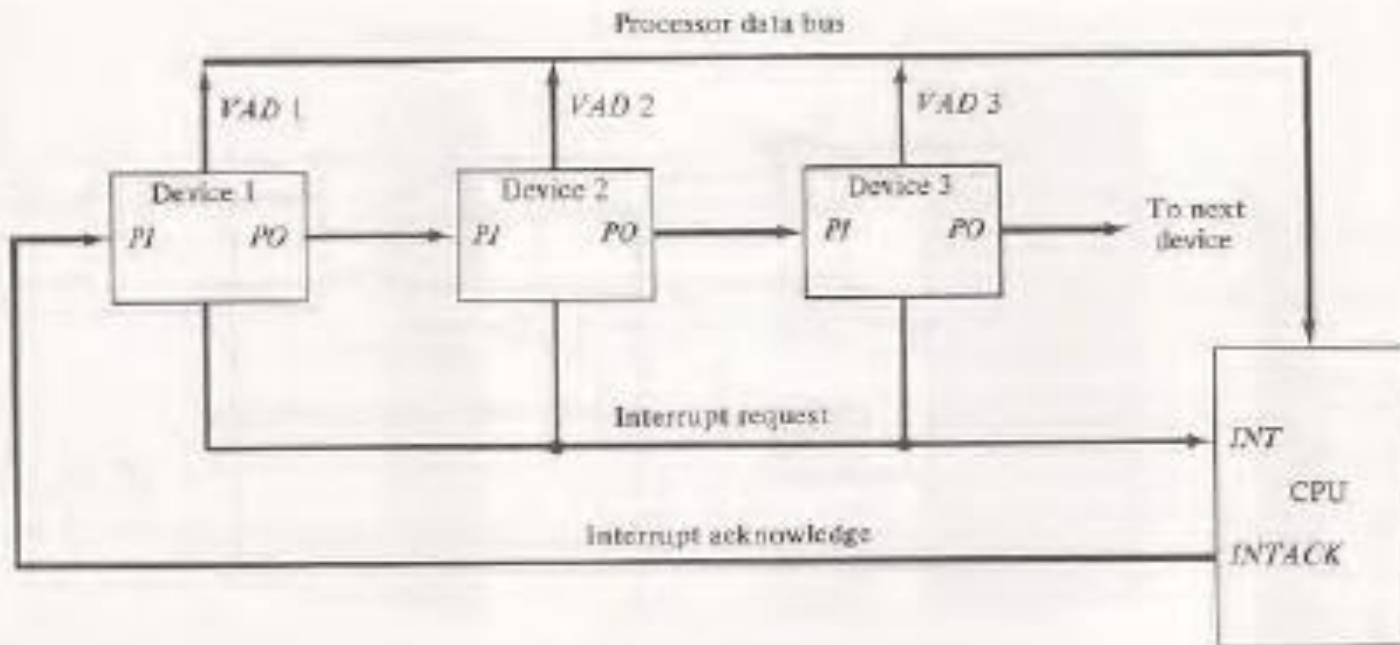 Processor data bus
VAD 1
VAD 2
VAD 3
Device 1
PI PO
Device 2
PI PO
Device 3
PI PO
To next
device
Interrupt request
INT
CPU
Interrupt acknowledge
INTACK